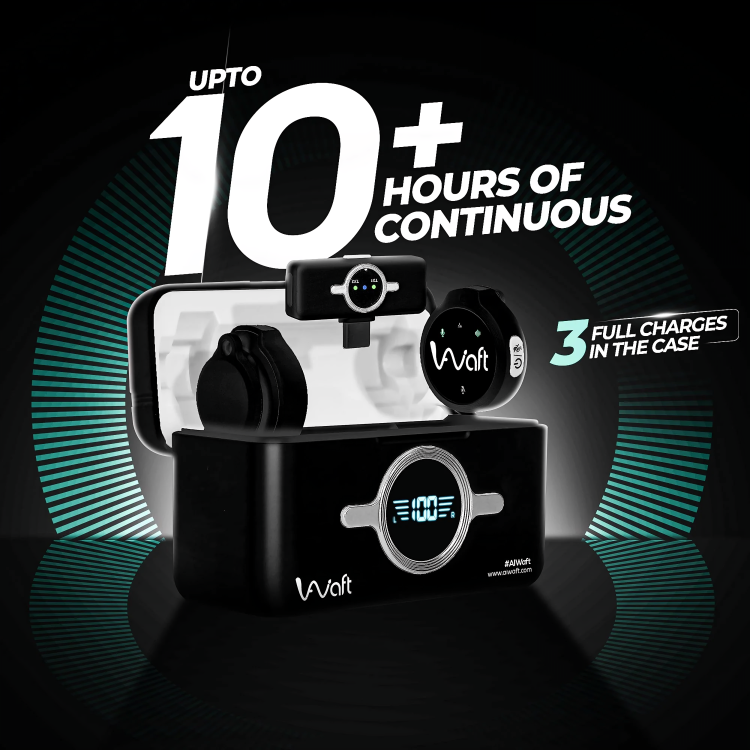 UPTO
10+
HOURS OF
CONTINUOUS
3 FULL CHARGES
IN THE CASE
Waft
L 100 R
Waft
#AIWaft
www.aiwaft.com